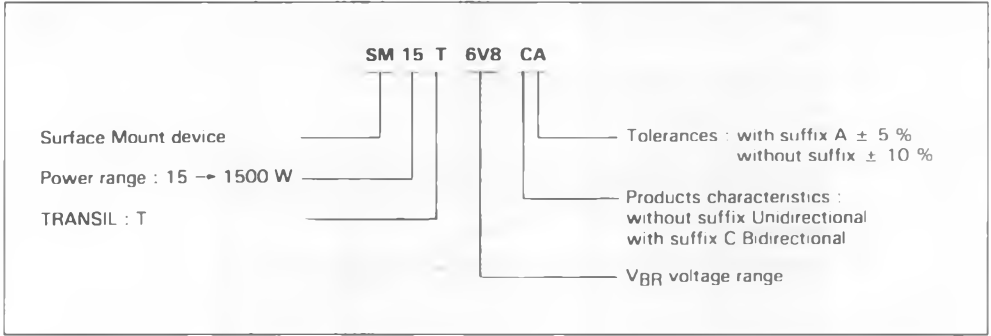 SM 15 T 6V8 CA
Surface Mount device
Power range : 15 → 1500 W
TRANSIL : T
Tolerances : with suffix A ± 5 %
without suffix ± 10 %
Products characteristics :
without suffix Unidirectional
with suffix C Bidirectional
VBR voltage range